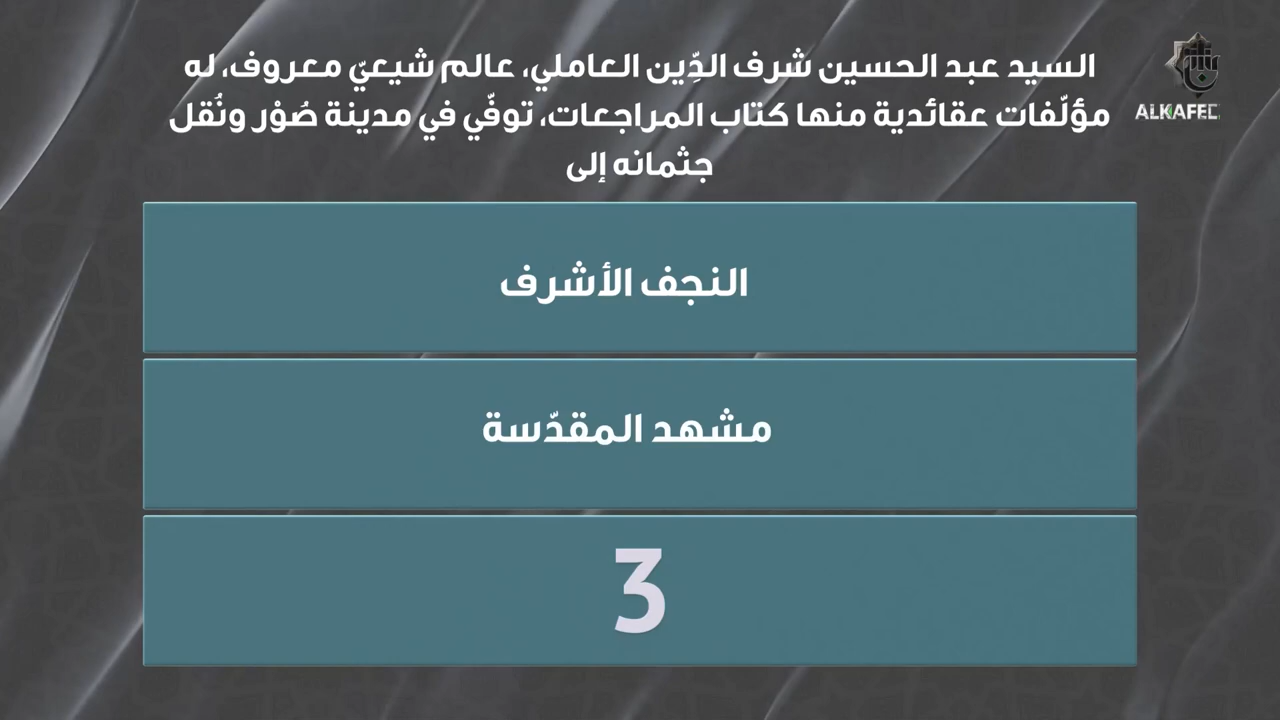 السيد عبد الحسين شرف الدِّين العاملي، عالم شيعيّ معروف، له
مؤلّفات عقائدية منها كتاب المراجعات، توفّي في مدينة صُوْر ونُقل
جثمانه إلى
ALKAFEEL
النجف الأشرف
مشهد المقدّسة
3